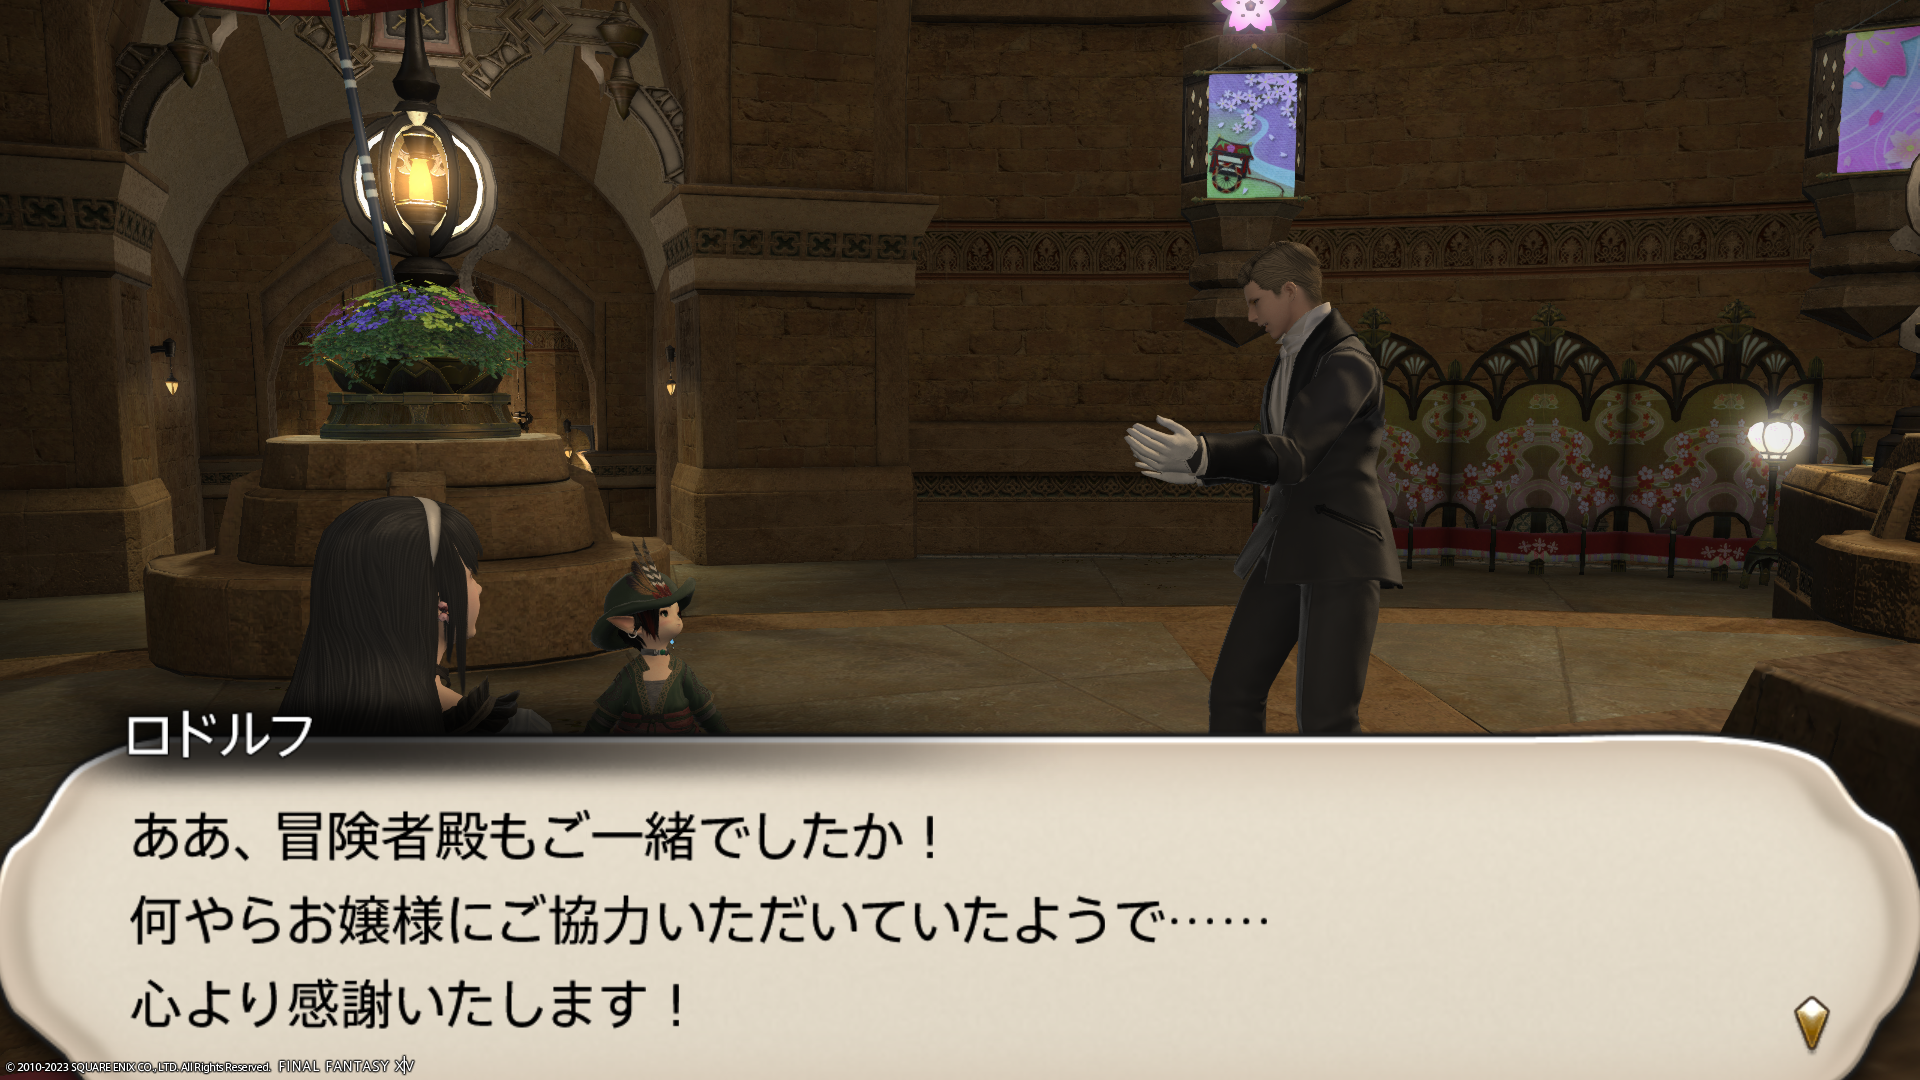 ロドルフ
ああ、冒険者殿もご一緒でしたか！
何やらお嬢様にご協力いただいていたようで……
心より感謝いたします！
© 2010-2023 SQUARE ENIX CO., LTD. All Rights Reserved. FINAL FANTASY XIV